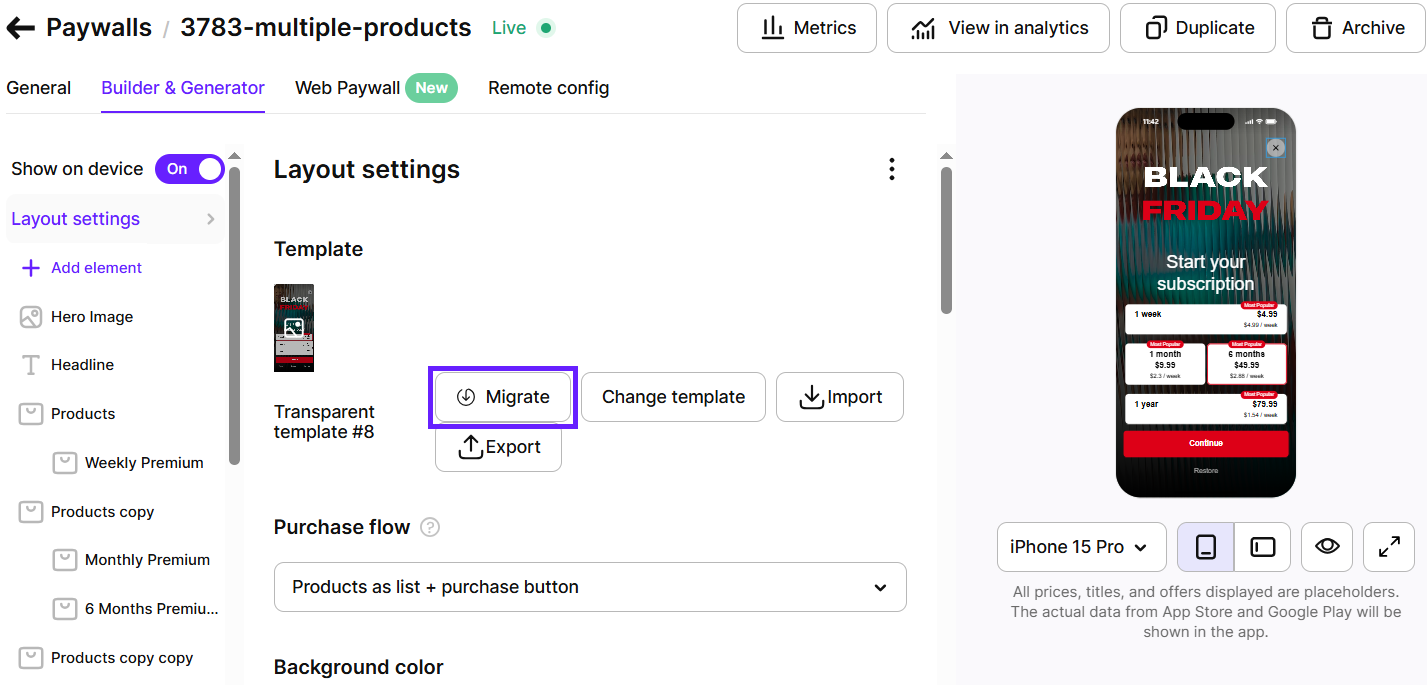 Paywalls / 3783-multiple-products Live
Metrics
View in analytics
Duplicate
Archive
General
Builder & Generator
Web Paywall New
Remote config
Show on device On
Layout settings
Add element
Hero Image
Headline
Products
Weekly Premium
Products copy
Monthly Premium
6 Months Premiu...
Products copy copy
Layout settings
Template
BLACK
Transparent
template #8
Migrate
Change template
Import
Export
Purchase flow ?
Products as list + purchase button
Background color
11:42
BLACK
FRIDAY
Start your
subscription
Most Popular
1 week $4.99
$4.99 / week
Most Popular
1 month
$9.99
$2.3 / week
Most Popular
6 months
$49.99
$2.88 / week
Most Popular
1 year $79.99
$1.54 / week
Continue
Restore
iPhone 15 Pro
All prices, titles, and offers displayed are placeholders.
The actual data from App Store and Google Play will be
shown in the app.